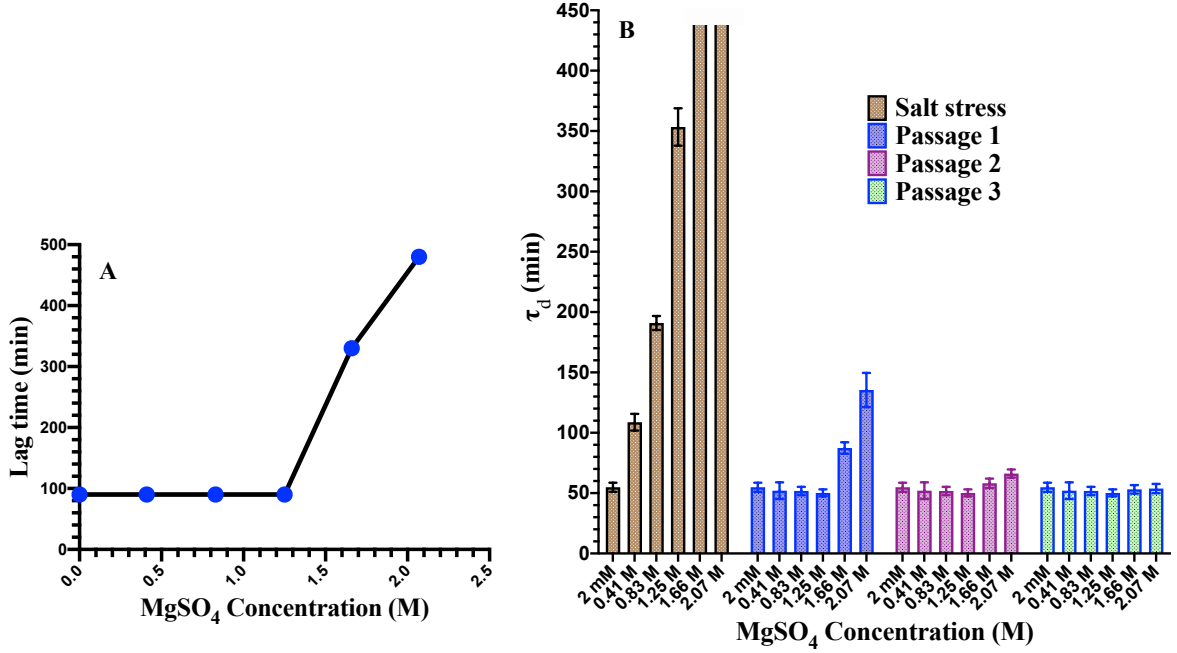 A
500
400
300
200
100
0
Lag time (min)
0.0
0.5
1.0
1.5
2.0
2.5
MgSO4 Concentration (M)
B
450
400
350
300
250
200
150
100
50
0
τd (min)
Salt stress
Passage 1
Passage 2
Passage 3
2 mM
0.41 M
0.83 M
1.25 M
1.66 M
2.07 M
2 mM
0.41 M
0.83 M
1.25 M
1.66 M
2.07 M
2 mM
0.41 M
0.83 M
1.25 M
1.66 M
2.07 M
2 mM
0.41 M
0.83 M
1.25 M
1.66 M
2.07 M
MgSO4 Concentration (M)